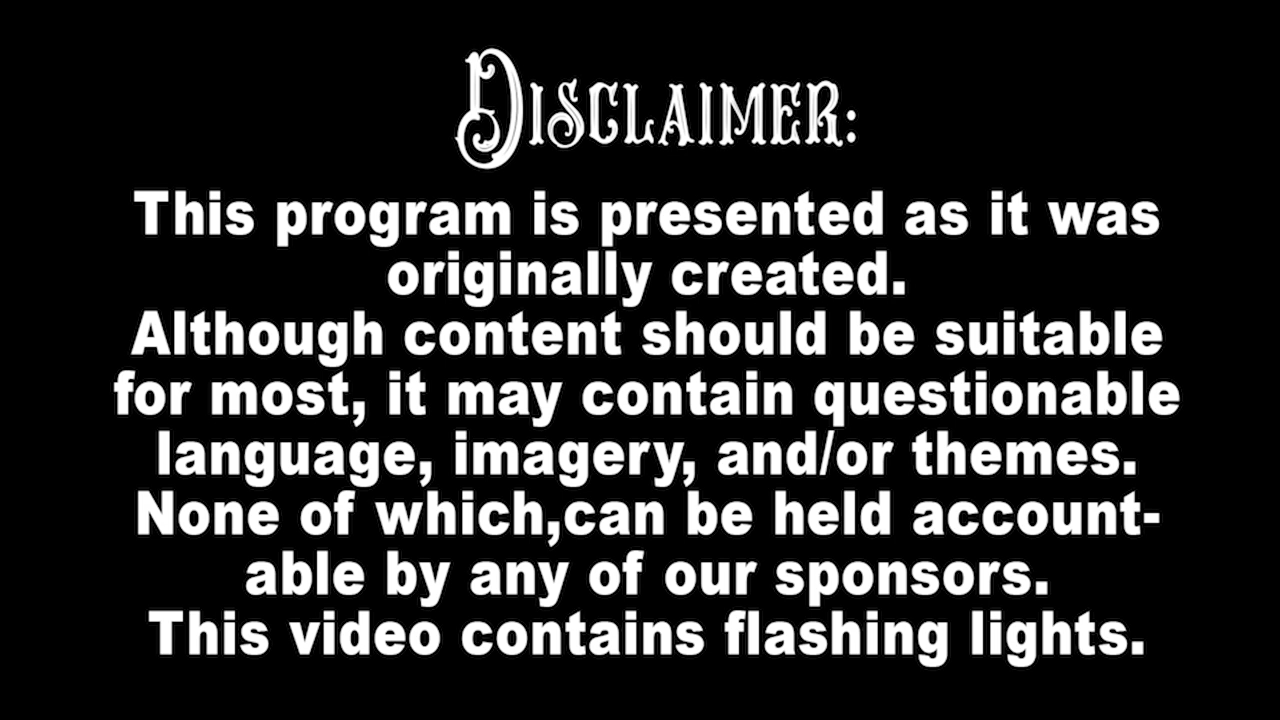 DISCLAIMER:
This program is presented as it was
originally created.
Although content should be suitable
for most, it may contain questionable
language, imagery, and/or themes.
None of which,can be held account-
able by any of our sponsors.
This video contains flashing lights.